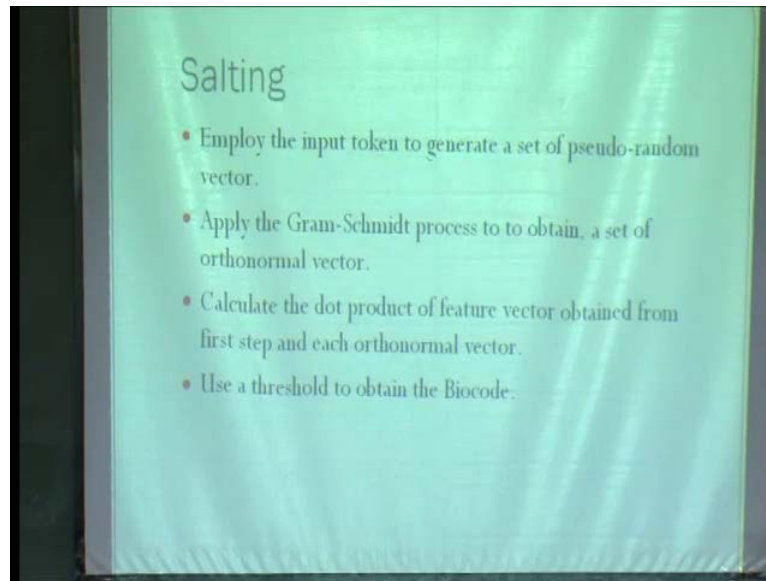 Salting
• Employ the input token to generate a set of pseudo-random
vector.
• Apply the Gram-Schmidt process to to obtain, a set of
orthonormal vector.
• Calculate the dot product of feature vector obtained from
first step and each orthonormal vector.
• Use a threshold to obtain the Biocode.